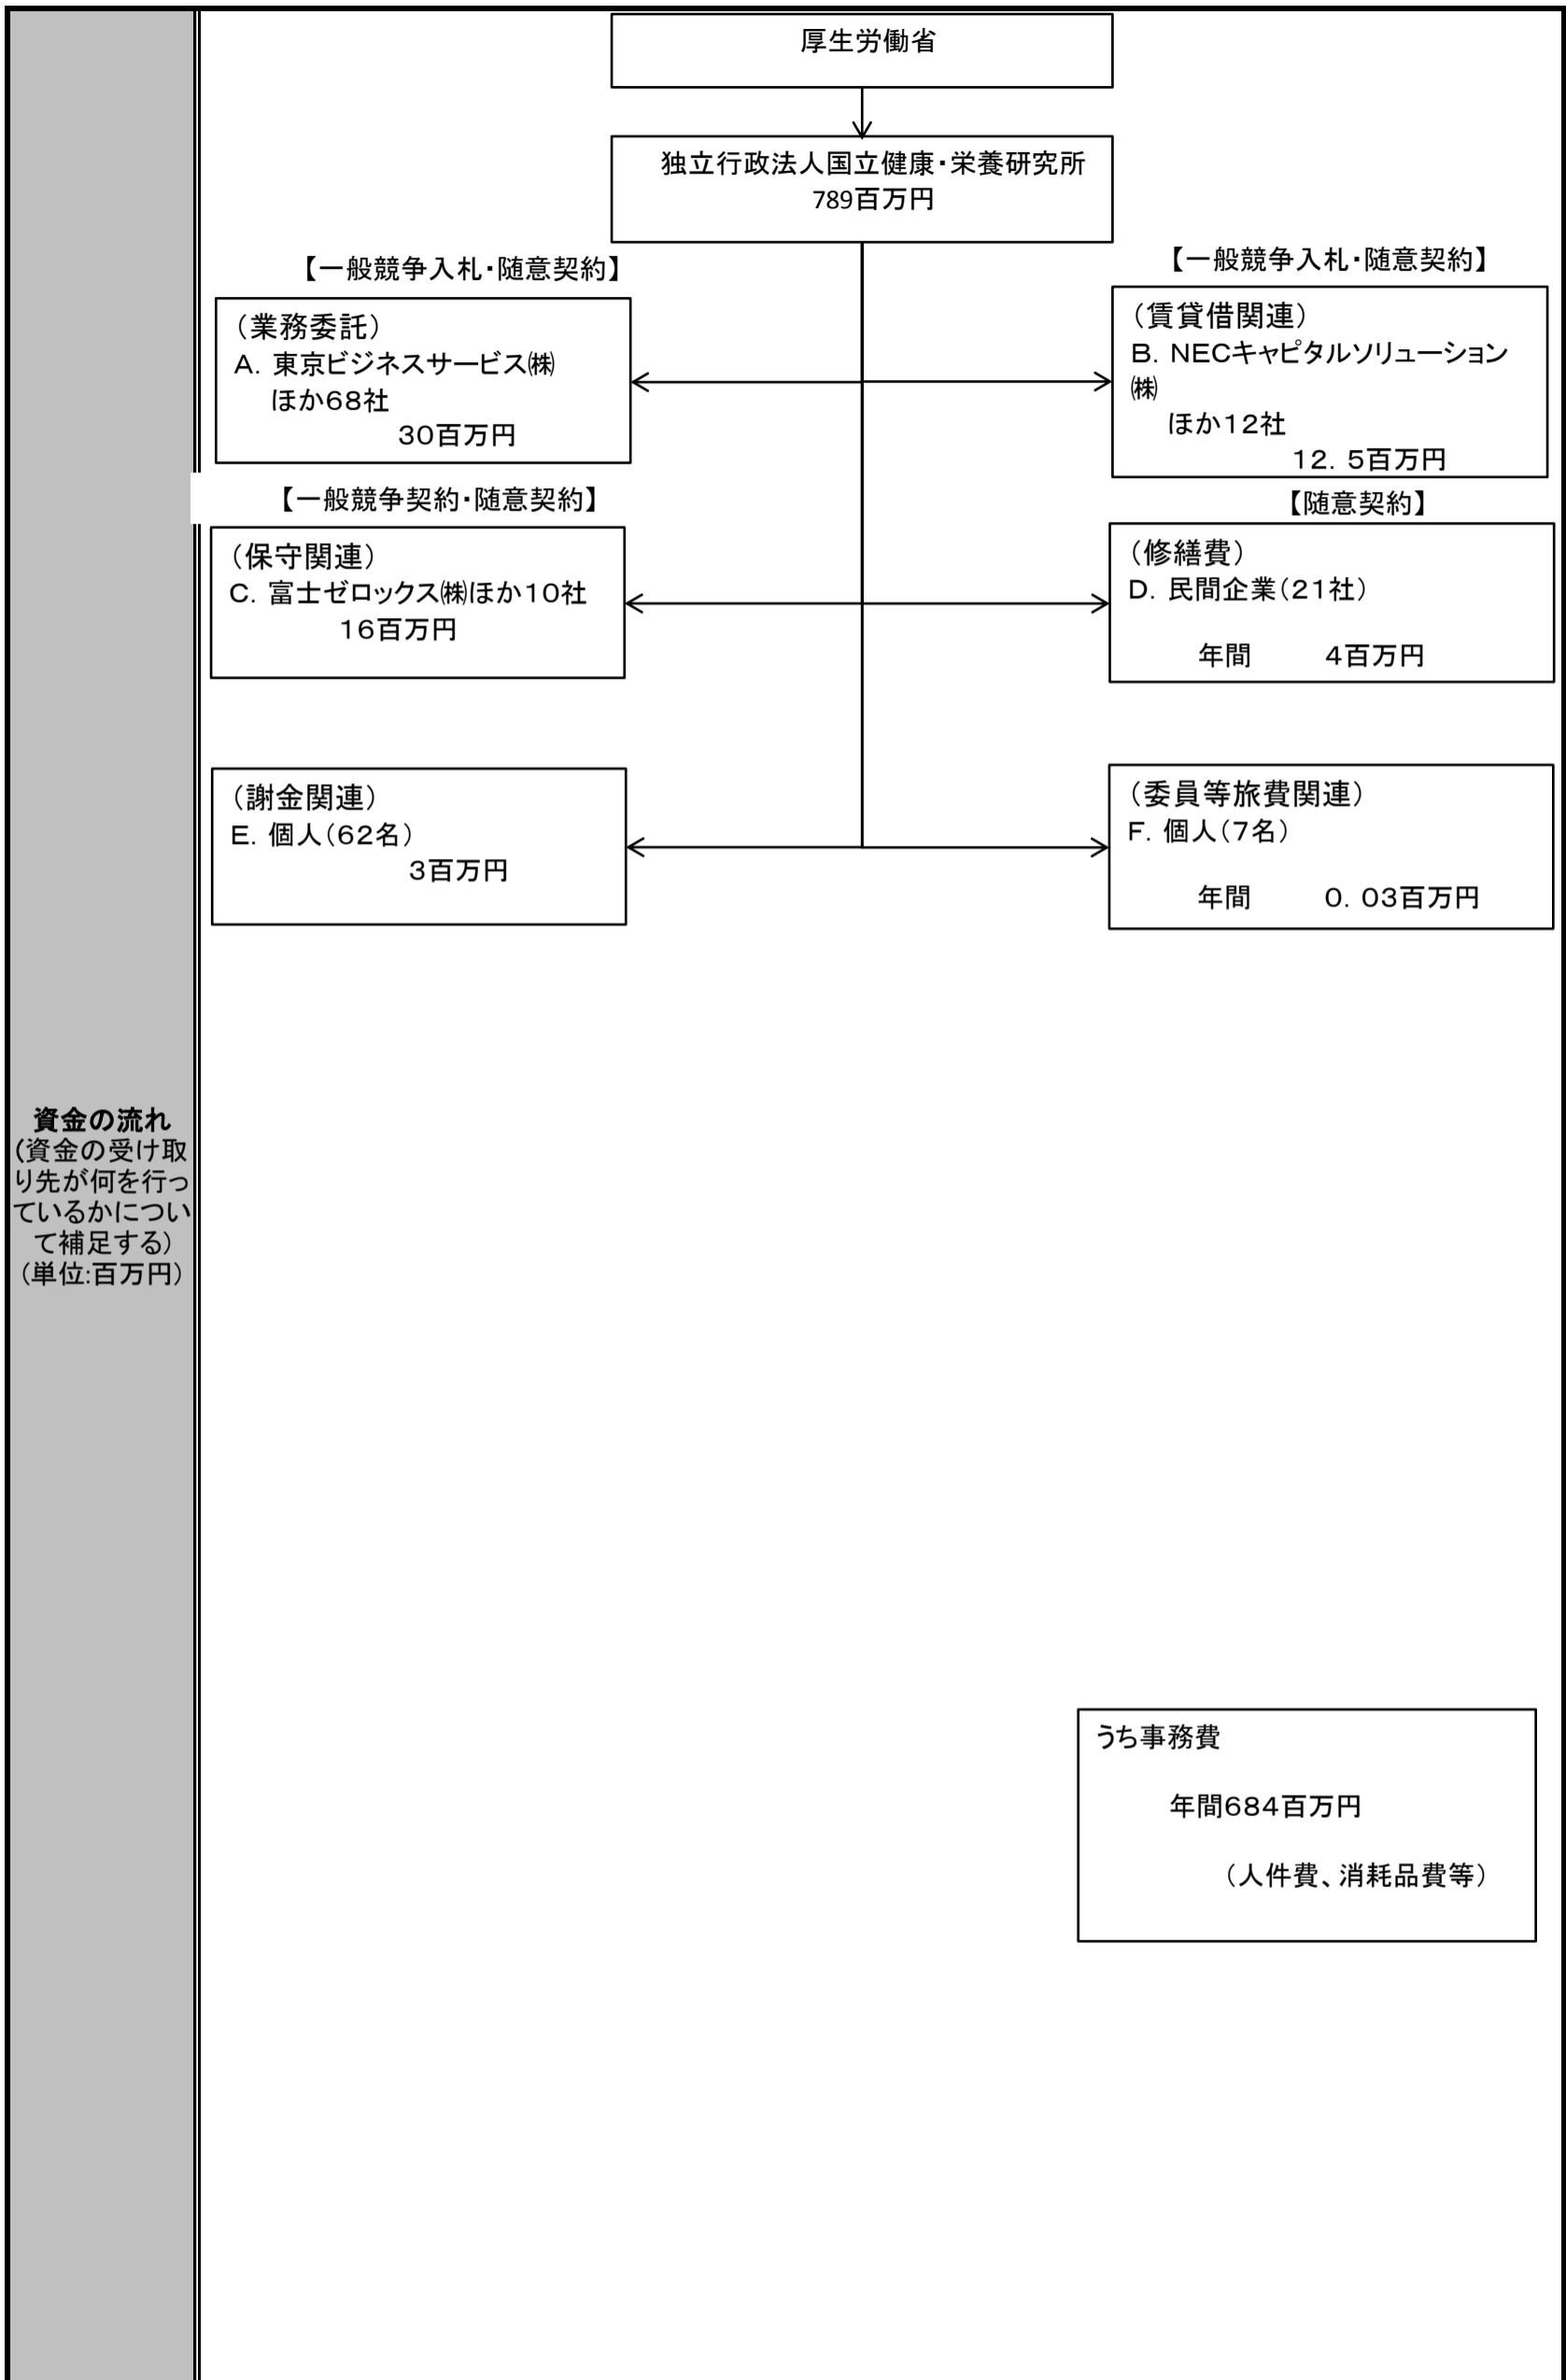 厚生労働省
独立行政法人国立健康・栄養研究所
789百万円
【一般競争入札・随意契約】
（業務委託）
A. 東京ビジネスサービス㈱
ほか68社
30百万円
【一般競争入札・随意契約】
（賃貸借関連）
B. NECキャピタルソリューション
㈱
ほか12社
12. 5百万円
【一般競争契約・随意契約】
（保守関連）
C. 富士ゼロックス㈱ほか10社
16百万円
【随意契約】
（修繕費）
D. 民間企業（21社）
年間　　4百万円
（謝金関連）
E. 個人（62名）
3百万円
（委員等旅費関連）
F. 個人（7名）
年間　　0. 03百万円
資金の流れ
（資金の受け取
り先が何を行っ
ているかについ
て補足する）
（単位：百万円）
うち事務費
年間684百万円
（人件費、消耗品費等）